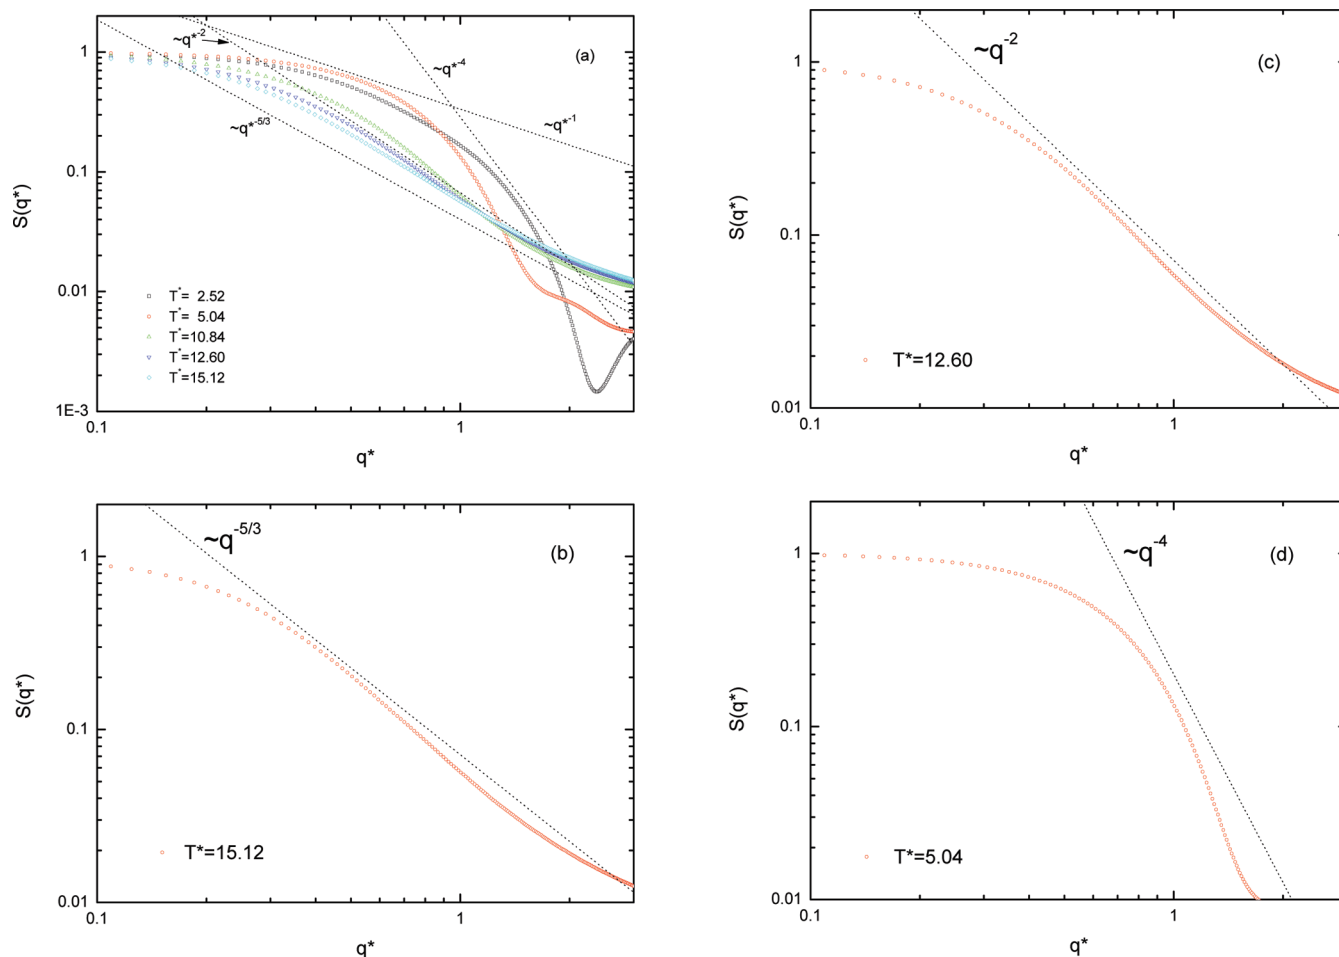 (a)
~q*-2
~q*-4
~q*-1
~q*-5/3
1
0.1
0.01
1E-3
S(q*)
T*= 2.52
T*= 5.04
T*=10.84
T*=12.60
T*=15.12
0.1
1
q*
(c)
~q-2
1
0.1
0.01
S(q*)
T*=12.60
0.1
1
q*
(b)
~q-5/3
1
0.1
0.01
S(q*)
T*=15.12
0.1
1
q*
(d)
~q-4
1
0.1
0.01
S(q*)
T*=5.04
0.1
1
q*